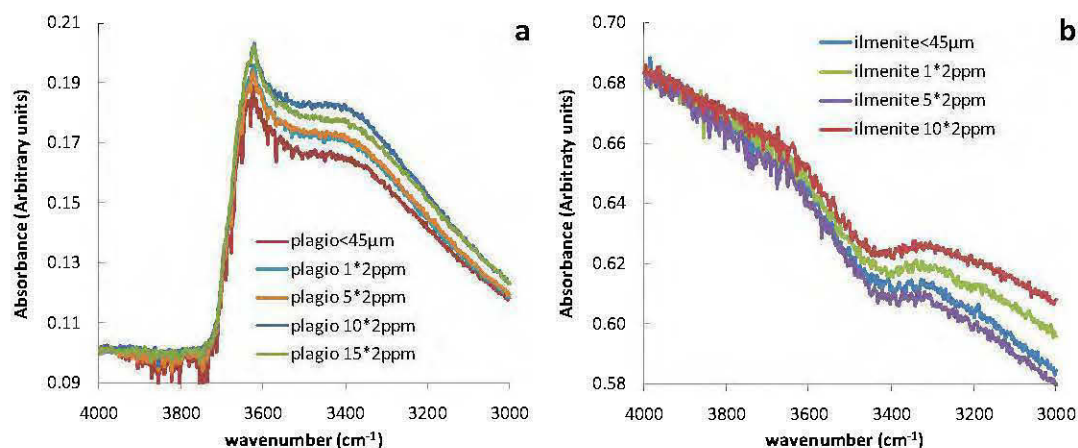 a
0.21
0.19
0.17
0.15
0.13
0.11
0.09
Absorbance (Arbitrary units)
plagio<45µm
plagio 1*2ppm
plagio 5*2ppm
plagio 10*2ppm
plagio 15*2ppm
4000 3800 3600 3400 3200 3000
wavenumber (cm⁻¹)
b
0.70
0.68
0.66
0.64
0.62
0.60
0.58
Absorbance (Arbitraty units)
ilmenite<45µm
ilmenite 1*2ppm
ilmenite 5*2ppm
ilmenite 10*2ppm
4000 3800 3600 3400 3200 3000
wavenumber (cm⁻¹)